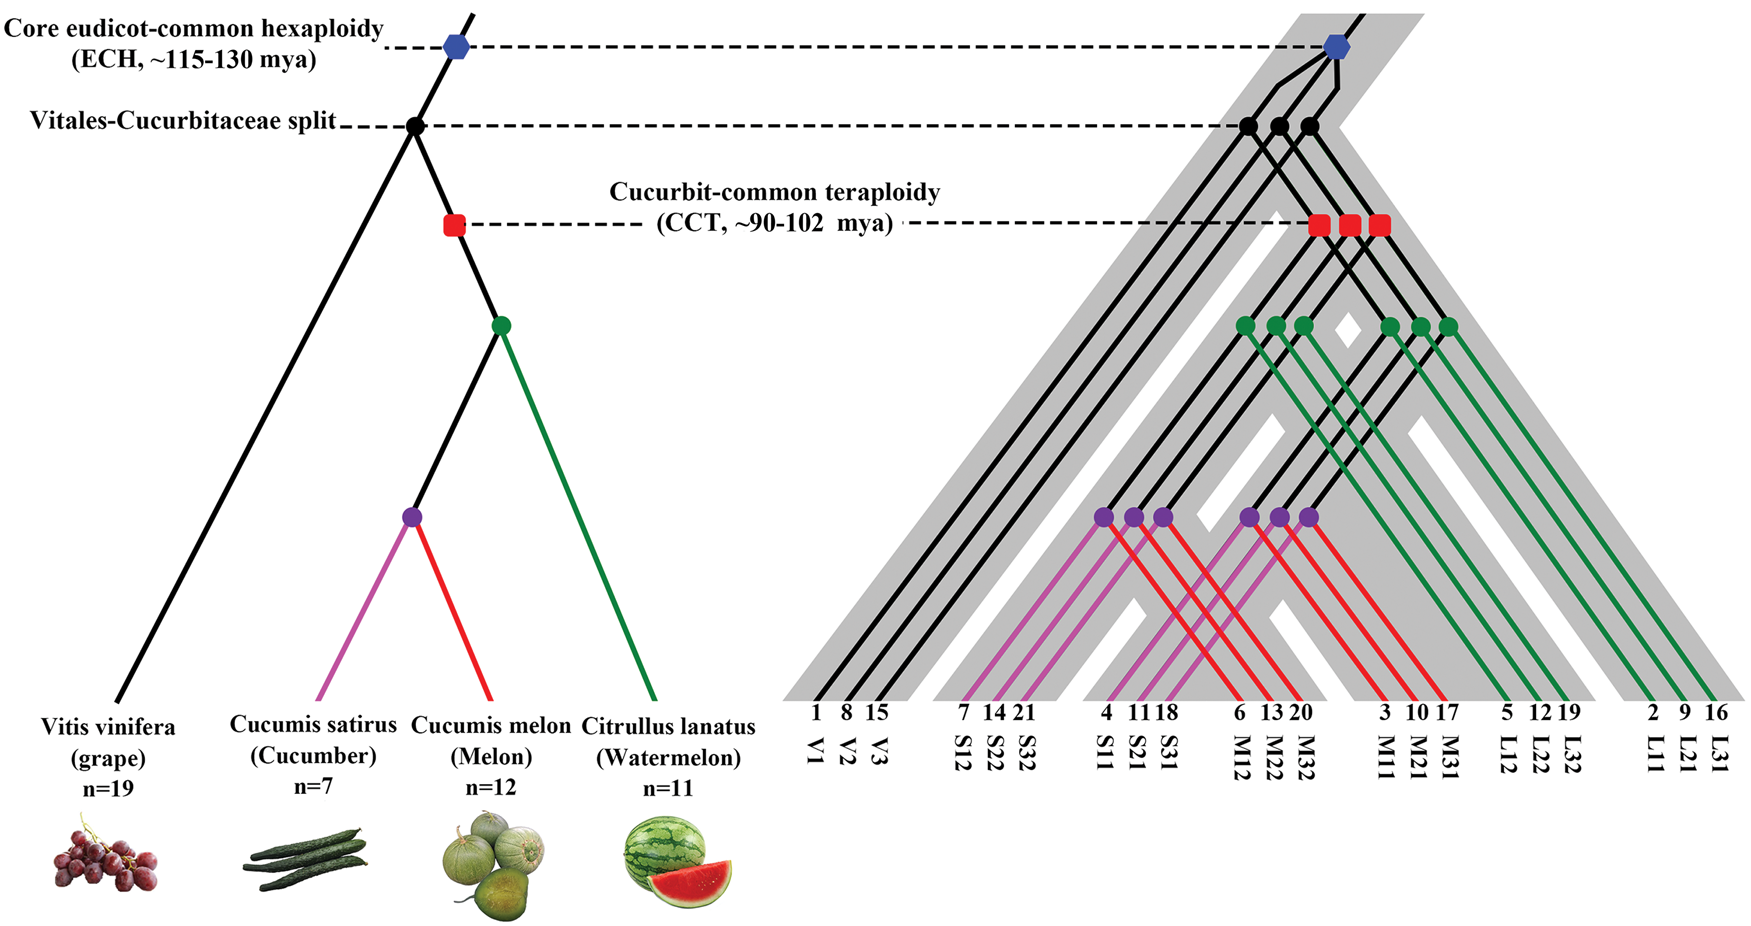 Core eudicot-common hexaploidy
(ECH, ~115-130 mya)
Vitales-Cucurbitaceae split
Cucurbit-common teraploidy
(CCT, ~90-102 mya)
Vitis vinifera
(grape)
n=19
Cucumis satirus
(Cucumber)
n=7
Cucumis melon
(Melon)
n=12
Citrullus lanatus
(Watermelon)
n=11
1 8 15 7 14 21 4 11 18 6 13 20 3 10 17 5 12 19 2 9 16
V1 V2 V3 S12 S22 S32 S11 S21 S31 M12 M22 M32 M11 M21 M31 L12 L22 L32 L11 L21 L31